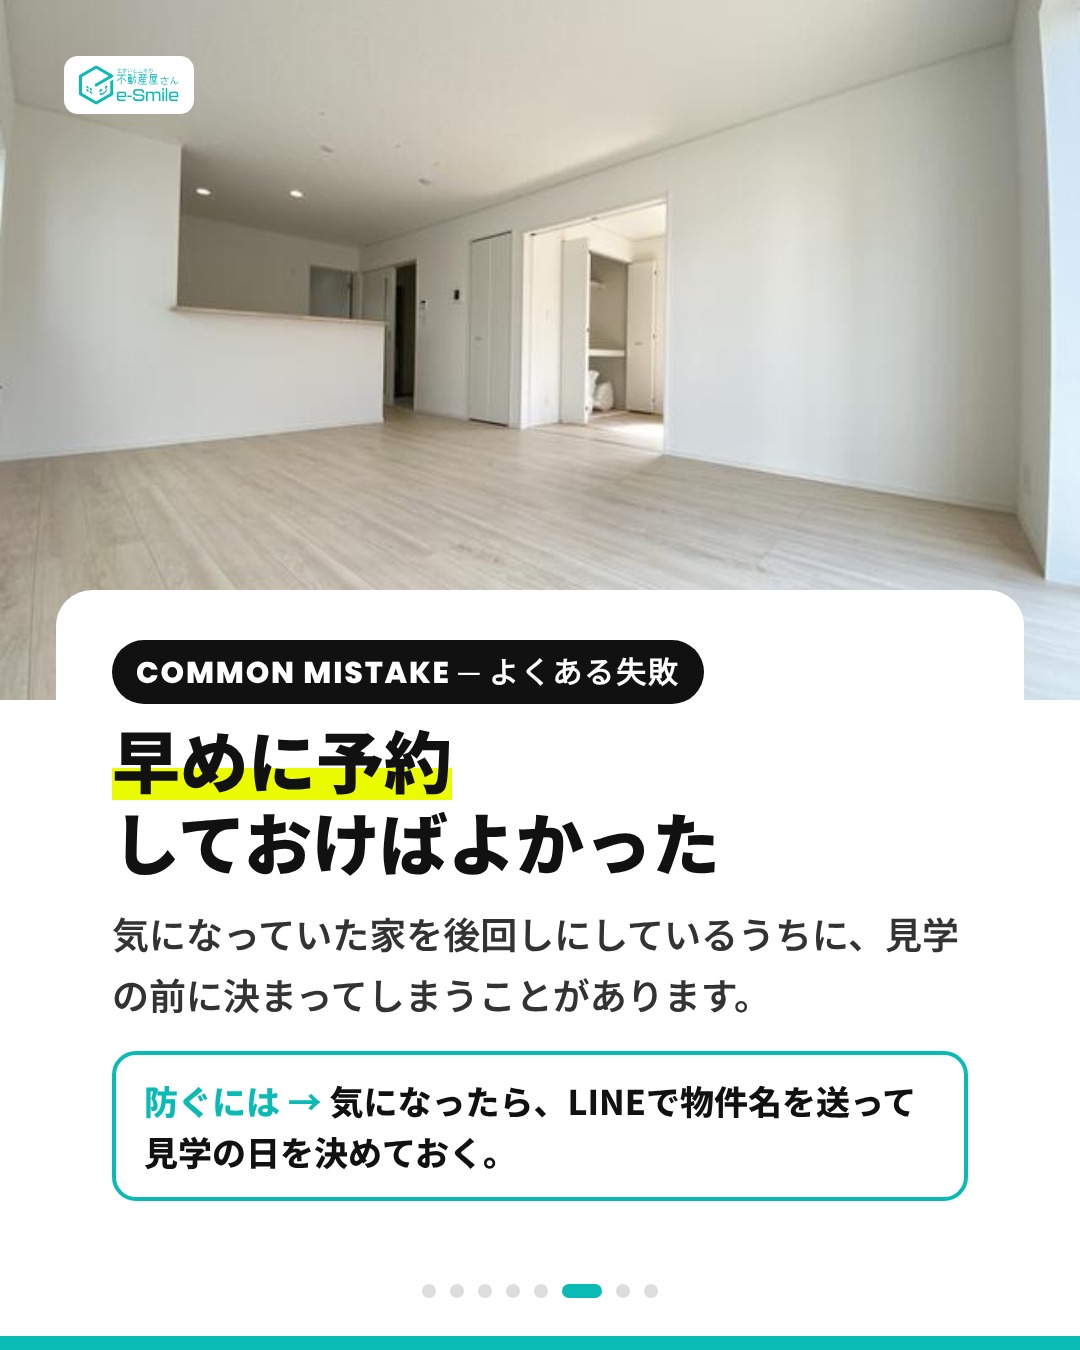 不動産屋さん
e-Smile
COMMON MISTAKE — よくある失敗
早めに予約
しておけばよかった
気になっていた家を後回しにしているうちに、見学
の前に決まってしまうことがあります。
防ぐには → 気になったら、LINEで物件名を送って
見学の日を決めておく。